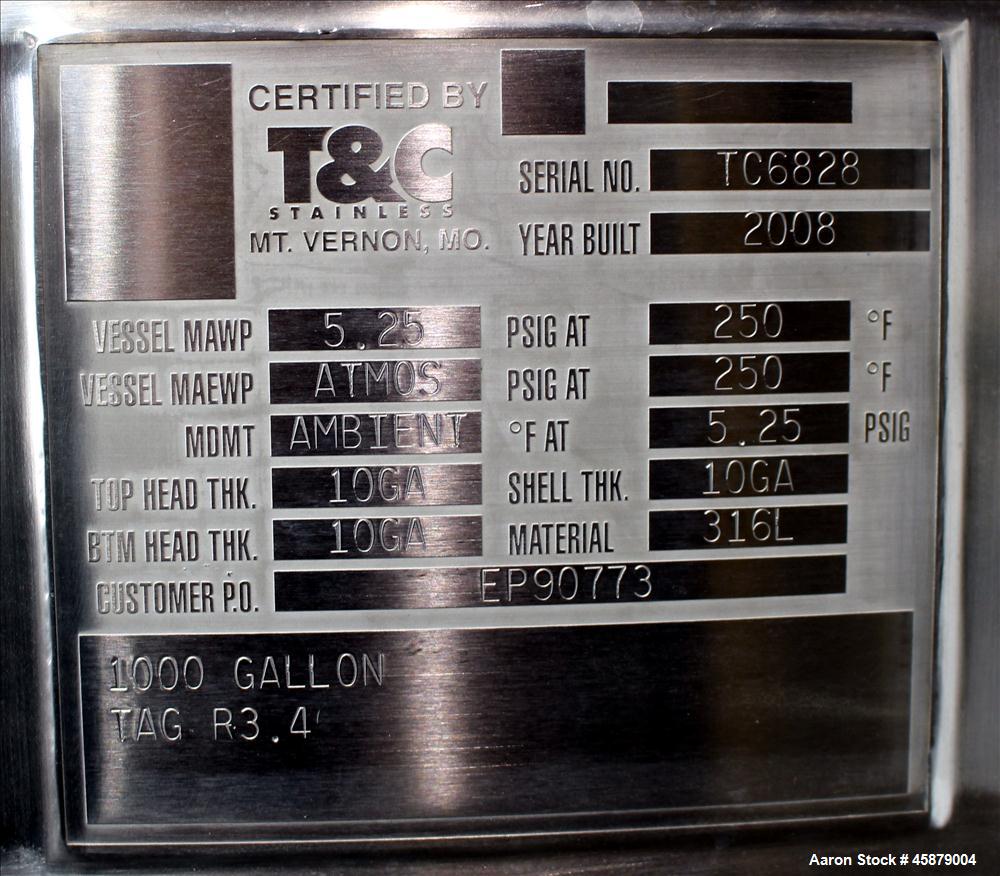 CERTIFIED BY
T&C
STAINLESS
MT. VERNON, MO.
SERIAL NO. TC6828
YEAR BUILT 2008
VESSEL MAWP 5.25 PSIG AT 250 °F
VESSEL MAEWP ATMOS PSIG AT 250 °F
MDMT AMBIENT °F AT 5.25 PSIG
TOP HEAD THK. 10GA SHELL THK. 10GA
BTM HEAD THK. 10GA MATERIAL 316L
CUSTOMER P.O. EP90773
1000 GALLON
TAG R3.4
Aaron Stock # 45879004